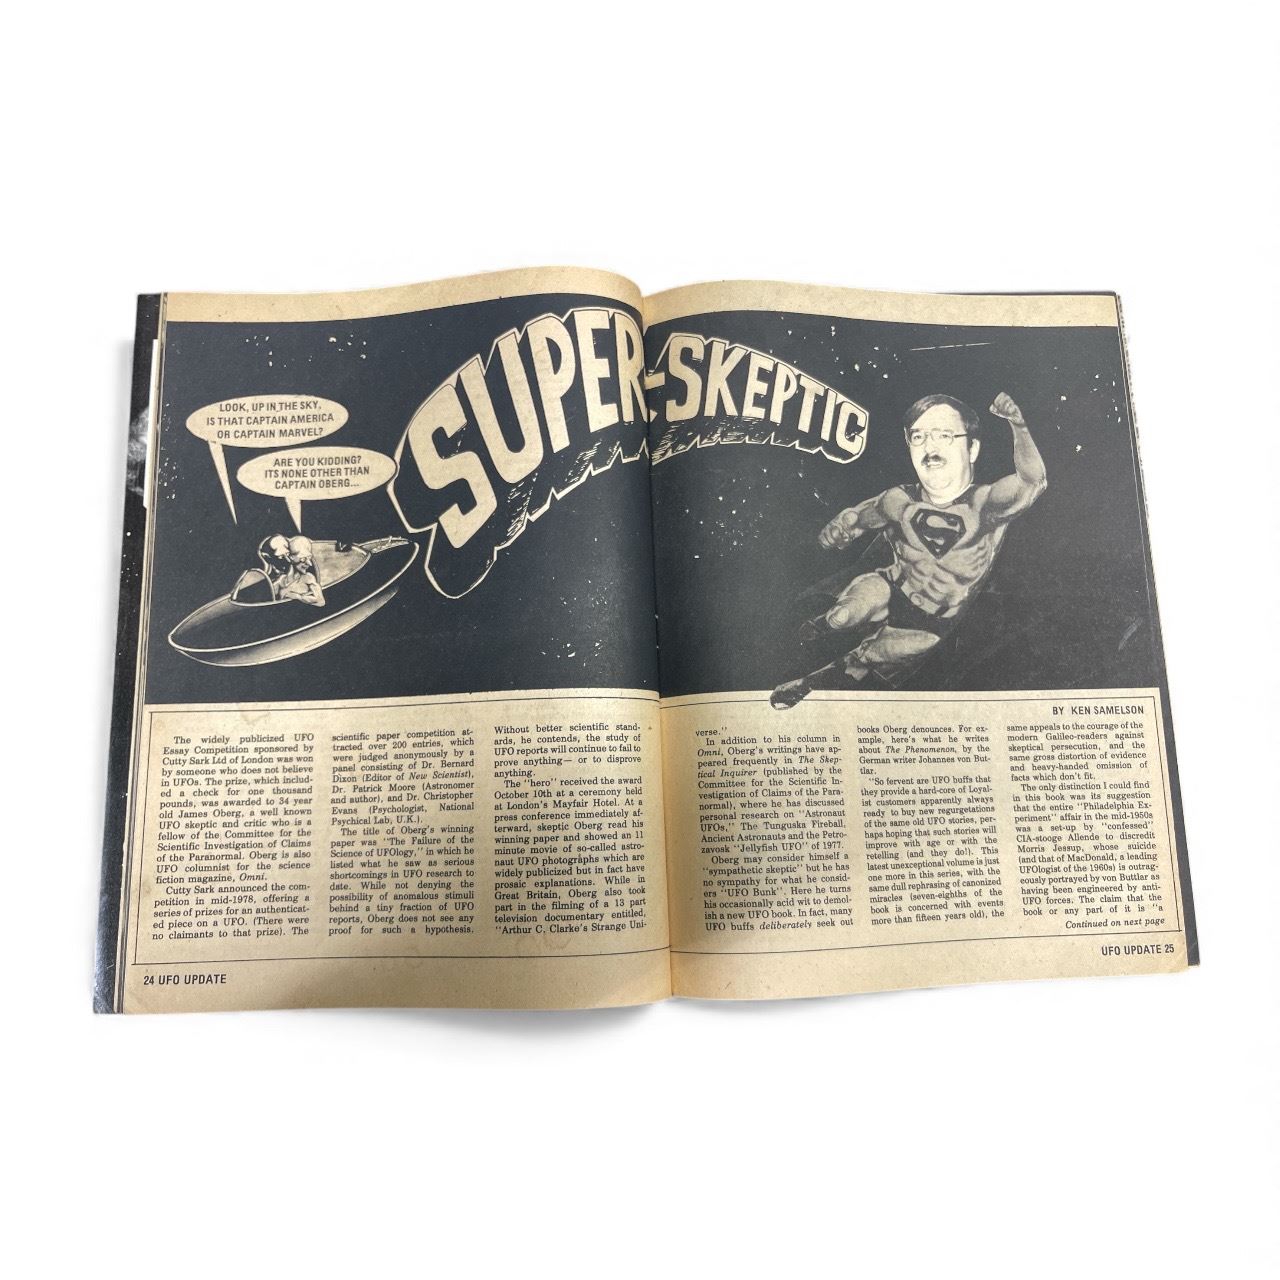 LOOK, UP IN THE SKY,
IS THAT CAPTAIN AMERICA
OR CAPTAIN MARVEL?
ARE YOU KIDDING?
ITS NONE OTHER THAN
CAPTAIN OBERG...
SUPER-SKEPTIC
S
BY KEN SAMELSON
The widely publicized UFO
Essay Competition sponsored by
Cutty Sark Ltd of London was won
by someone who does not believe
in UFOs. The prize, which includ-
ed a check for one thousand
pounds, was awarded to 34 year
old James Oberg, a well known
UFO skeptic and critic who is a
fellow of the Committee for the
Scientific Investigation of Claims
of the Paranormal. Oberg is also
UFO columnist for the science
fiction magazine, Omni.
Cutty Sark announced the com-
petition in mid-1978, offering a
series of prizes for an authenticat-
ed piece on a UFO. (There were
no claimants to that prize). The
scientific paper competition at-
tracted over 200 entries, which
were judged anonymously by a
panel consisting of Dr. Bernard
Dixon (Editor of New Scientist),
Dr. Patrick Moore (Astronomer
and author), and Dr. Christopher
Evans (Psychologist, National
Psychical Lab, U.K.).
The title of Oberg's winning
paper was "The Failure of the
Science of UFOlogy," in which he
listed what he saw as serious
shortcomings in UFO research to
date. While not denying the
possibility of anomalous stimuli
behind a tiny fraction of UFO
reports, Oberg does not see any
proof for such a hypothesis.
Without better scientific stand-
ards, he contends, the study of
UFO reports will continue to fail to
prove anything— or to disprove
anything.
The "hero" received the award
October 10th at a ceremony held
at London's Mayfair Hotel. At a
press conference immediately af-
terward, skeptic Oberg read his
winning paper and showed an 11
minute movie of so-called astro-
naut UFO photographs which are
widely publicized but in fact have
prosaic explanations. While in
Great Britain, Oberg also took
part in the filming of a 13 part
television documentary entitled,
"Arthur C. Clarke's Strange Uni-
verse."
In addition to his column in
Omni, Oberg's writings have ap-
peared frequently in The Skep-
tical Inquirer (published by the
Committee for the Scientific In-
vestigation of Claims of the Para-
normal), where he has discussed
personal research on "Astronaut
UFOs," The Tunguska Fireball,
Ancient Astronauts and the Petro-
zavosk "Jellyfish UFO" of 1977.
Oberg may consider himself a
"sympathetic skeptic" but he has
no sympathy for what he consid-
ers "UFO Bunk". Here he turns
his occasionally acid wit to demol-
ish a new UFO book. In fact, many
UFO buffs deliberately seek out
books Oberg denounces. For ex-
ample, here's what he writes
about The Phenomenon, by the
German writer Johannes von But-
tlar.
"So fervent are UFO buffs that
they provide a hard-core of Loyal-
ist customers apparently always
ready to buy new regurgetations
of the same old UFO stories, per-
haps hoping that such stories will
improve with age or with the
retelling (and they do!). This
latest unexceptional volume is just
one more in this series, with the
same dull rephrasing of canonized
miracles (seven-eighths of the
book is concerned with events
more than fifteen years old), the
same appeals to the courage of the
modern Galileo-readers against
skeptical persecution, and the
same gross distortion of evidence
and heavy-handed omission of
facts which don't fit.
The only distinction I could find
in this book was its suggestion
that the entire "Philadelphia Ex-
periment" affair in the mid-1950s
was a set-up by "confessed"
CIA-stooge Allende to discredit
Morris Jessup, whose suicide
(and that of MacDonald, a leading
UFOlogist of the 1960s) is outrag-
eously portrayed by von Buttlar as
having been engineered by anti-
UFO forces. The claim that the
book or any part of it is "a
Continued on next page
24 UFO UPDATE
UFO UPDATE 25